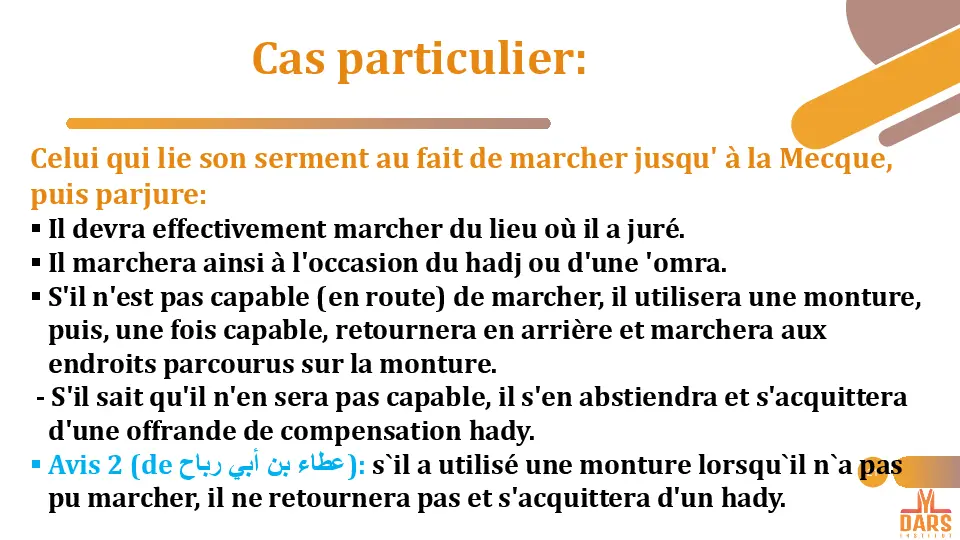 Cas particulier:
Celui qui lie son serment au fait de marcher jusqu' à la Mecque,
puis parjure:
▪ Il devra effectivement marcher du lieu où il a juré.
▪ Il marchera ainsi à l'occasion du hadj ou d'une 'omra.
▪ S'il n'est pas capable (en route) de marcher, il utilisera une monture,
puis, une fois capable, retournera en arrière et marchera aux
endroits parcourus sur la monture.
- S'il sait qu'il n'en sera pas capable, il s'en abstiendra et s'acquittera
d'une offrande de compensation hady.
▪ Avis 2 (de عطاء بن أبي رباح): s`il a utilisé une monture lorsqu`il n`a pas
pu marcher, il ne retournera pas et s'acquittera d'un hady.
DARS
INSTITUT